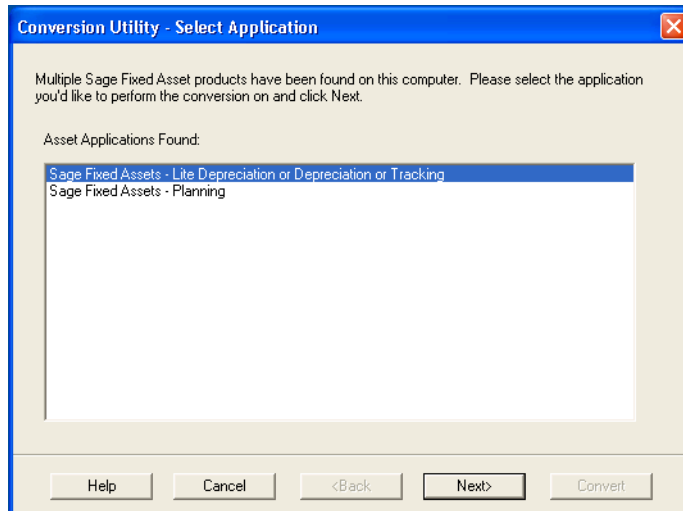 Conversion Utility - Select Application
Multiple Sage Fixed Asset products have been found on this computer. Please select the application
you'd like to perform the conversion on and click Next.
Asset Applications Found:
Sage Fixed Assets - Lite Depreciation or Depreciation or Tracking
Sage Fixed Assets - Planning
Help Cancel <Back Next> Convert